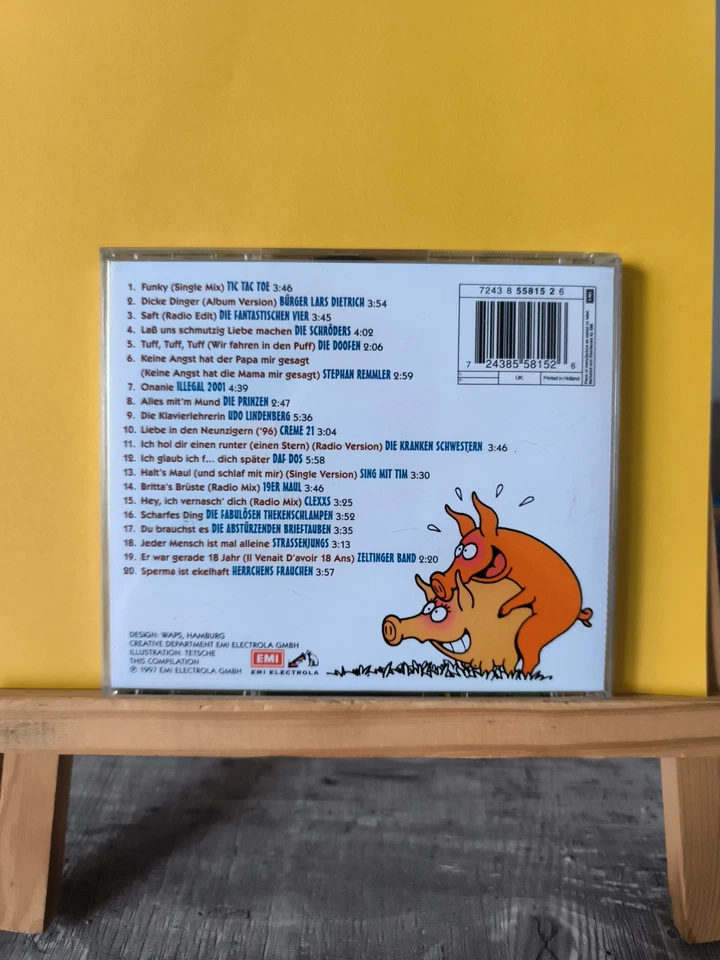 1. Funky (Single Mix) TIC TAC TOE 3:46
2. Dicke Dinger (Album Version) BÜRGER LARS DIETRICH 3:54
3. Saft (Radio Edit) DIE FANTASTISCHEN VIER 3:45
4. Laß uns schmutzig Liebe machen DIE SCHRÖDERS 4:02
5. Tuff, Tuff, Tuff (Wir fahren in den Puff) DIE DOOFEN 2:06
6. Keine Angst hat der Papa mir gesagt
(Keine Angst hat die Mama mir gesagt) STEPHAN REMMLER 2:59
7. Onanie ILLEGAL 2001 4:39
8. Alles mit'm Mund DIE PRINZEN 2:47
9. Die Klavierlehrerin UDO LINDENBERG 5:36
10. Liebe in den Neunzigern ('96) CREME 21 3:04
11. Ich hol dir einen runter (einen Stern) (Radio Version) DIE KRANKEN SCHWESTERN 3:46
12. Ich glaub ich f... dich später DAF DOS 5:58
13. Halt's Maul (und schlaf mit mir) (Single Version) SING MIT TIM 3:30
14. Britta's Brüste (Radio Mix) 19ER MAUL 3:46
15. Hey, ich vernasch' dich (Radio Mix) CLEXXS 3:25
16. Scharfes Ding DIE FABULÖSEN THEKENSCHLAMPEN 3:52
17. Du brauchst es DIE ABSTÜRZENDEN BRIEFTAUBEN 3:35
18. Jeder Mensch ist mal alleine STRASSENJUNGS 3:13
19. Er war gerade 18 Jahr (Il Venait D'avoir 18 Ans) ZELTINGER BAND 2:20
20. Sperma ist ekelhaft HERRCHENS FRAUCHEN 3:57
7243 8 55815 2 6
7 24385 58152 6
UK
Printed in Holland
DESIGN: WAPS, HAMBURG
CREATIVE DEPARTMENT EMI ELECTROLA GMBH
ILLUSTRATION: TETSCHE
THIS COMPILATION
℗ 1997 EMI ELECTROLA GMBH
EMI
EMI ELECTROLA